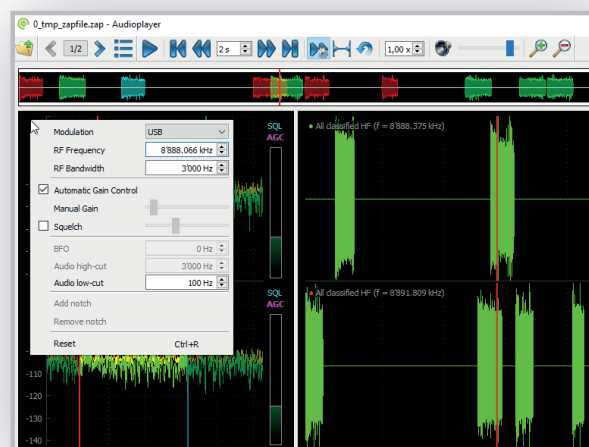 0_tmp_zapfile.zap - Audioplayer
1/2
2 s
1,00 x
Modulation USB
RF Frequency 8'888.066 kHz
RF Bandwidth 3'000 Hz
Automatic Gain Control
Manual Gain
Squelch
BFO 0 Hz
Audio high-cut 3'000 Hz
Audio low-cut 100 Hz
Add notch
Remove notch
Reset Ctrl+R
SQL
AGC
All classified HF (f = 8'888.375 kHz)
SQL
AGC
All classified HF (f = 8'891.809 kHz)
-110
-120
-130
-140